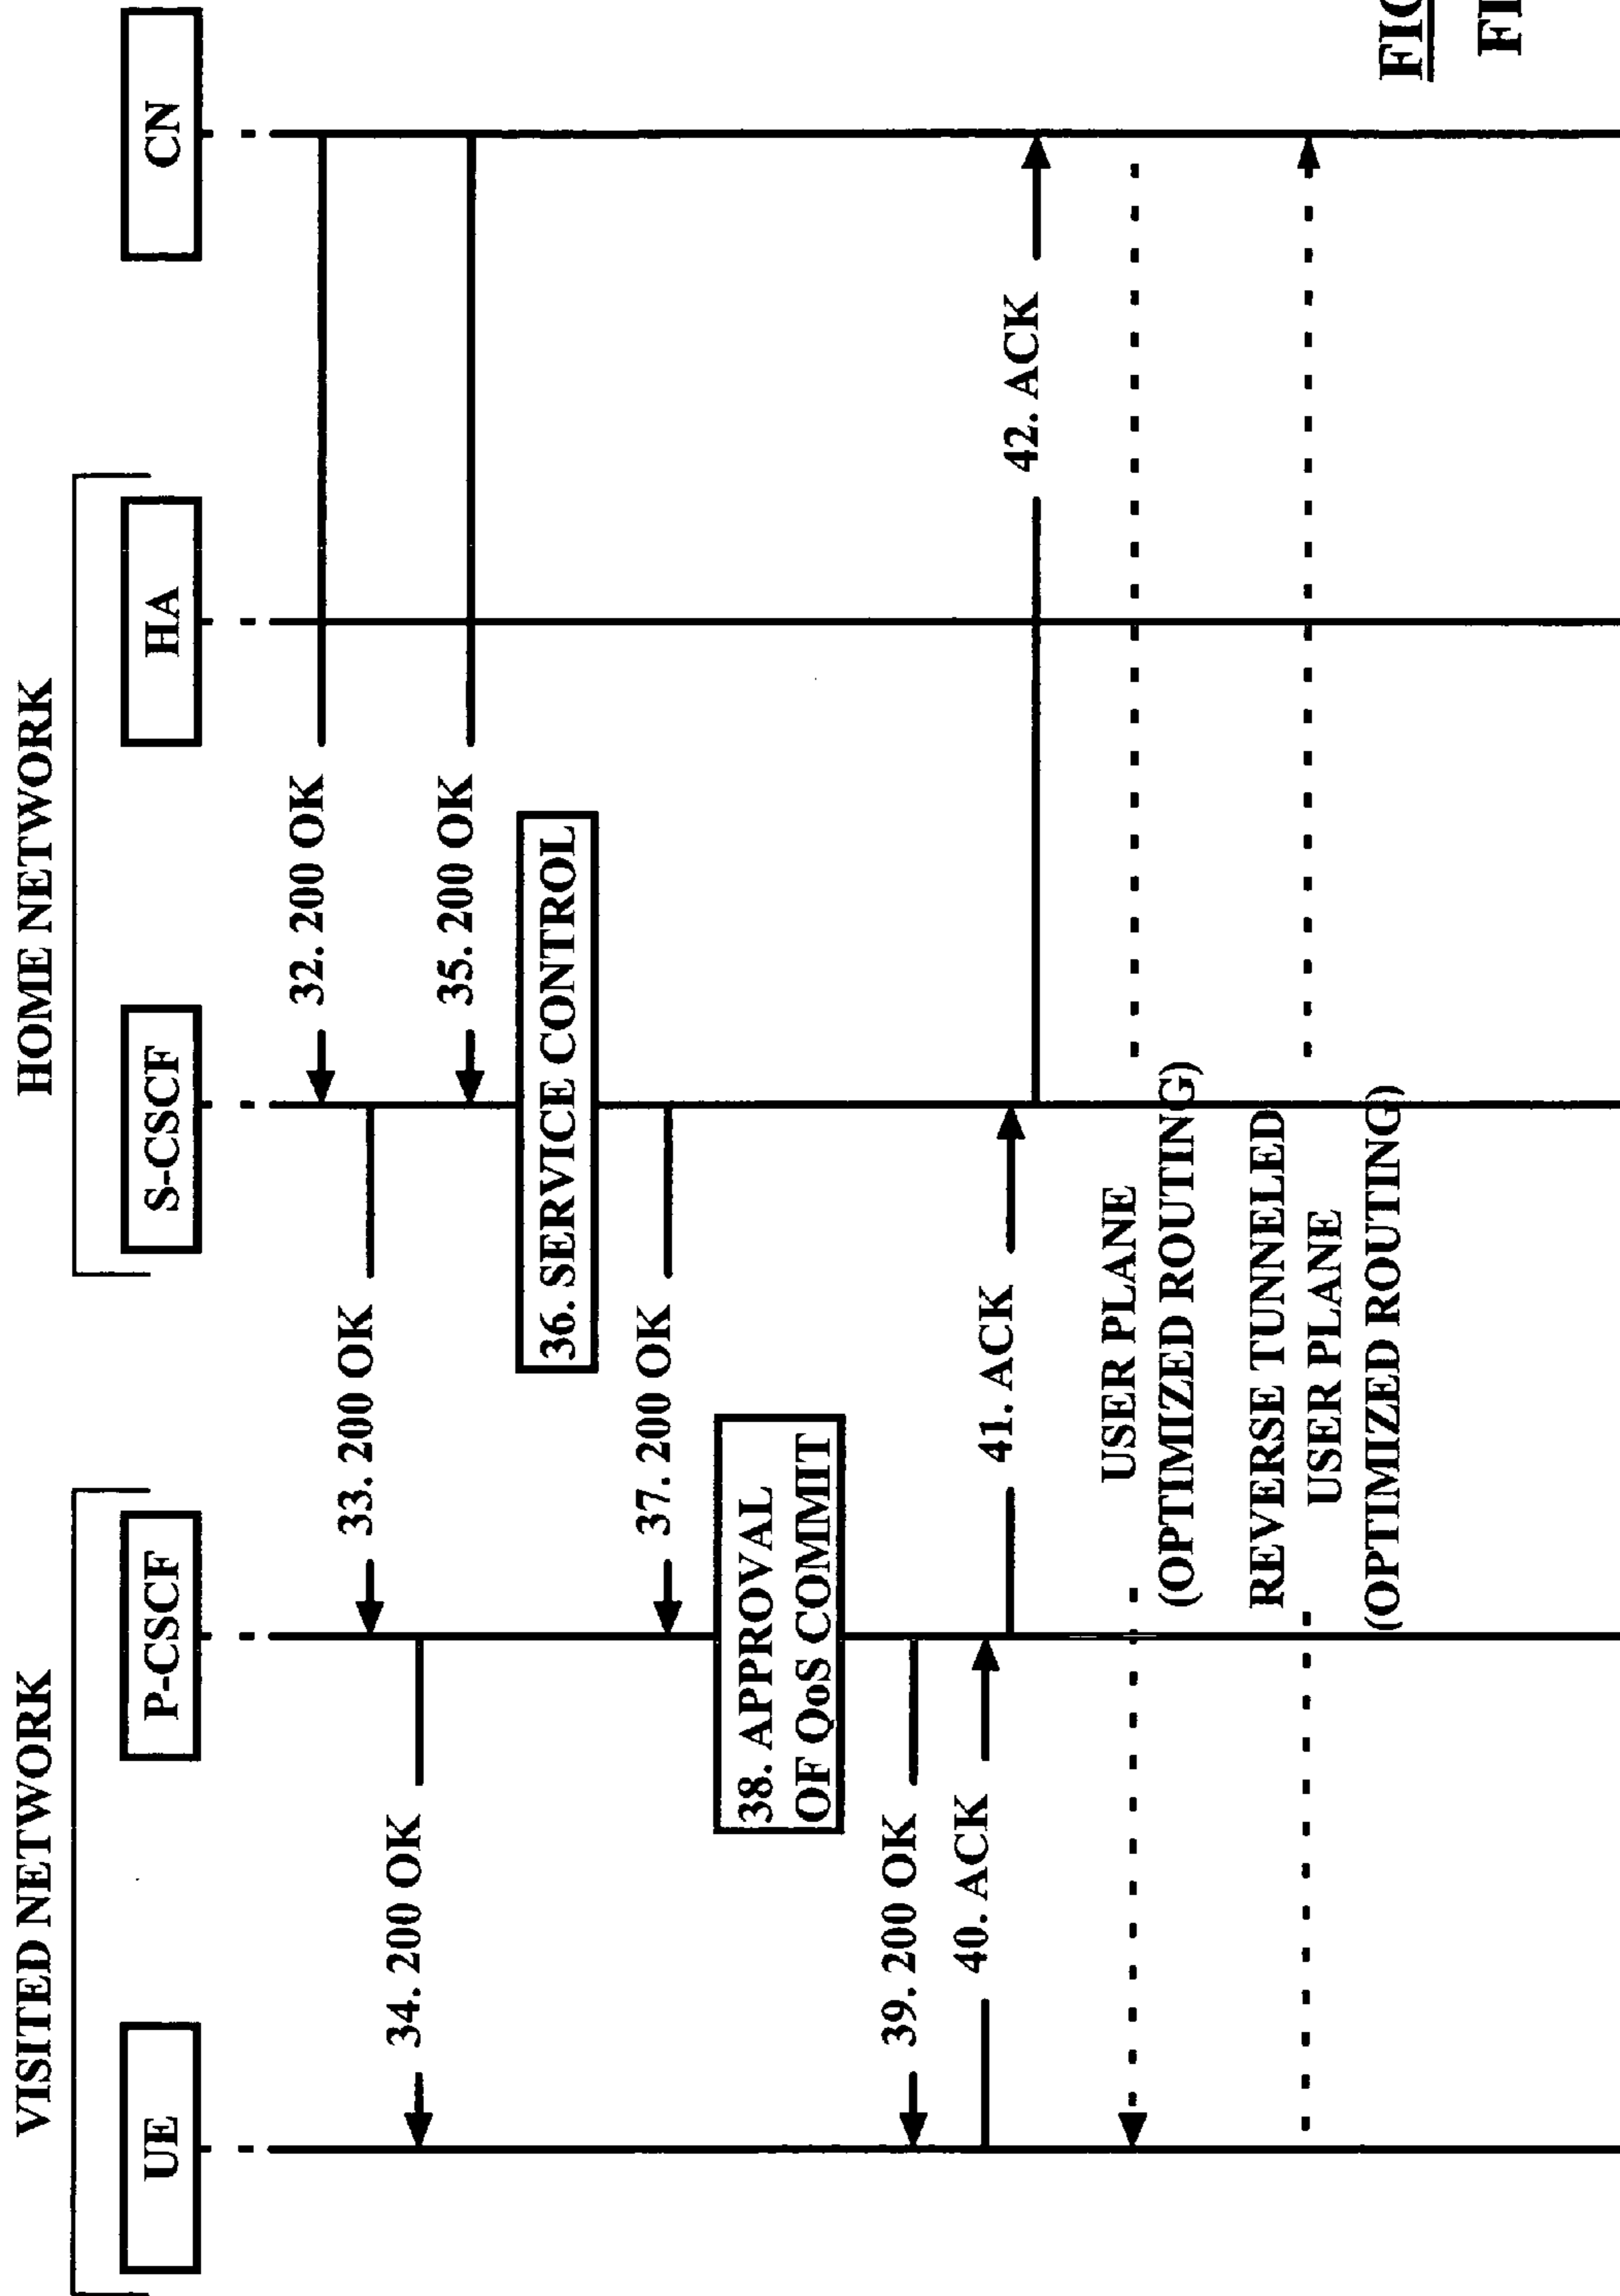 VISITED NETWORK
HOME NETWORK
UE
P-CSCF
S-CSCF
HA
CN
32. 200 OK
33. 200 OK
34. 200 OK
35. 200 OK
36. SERVICE CONTROL
37. 200 OK
38. APPROVAL
OF QoS COMMIT
39. 200 OK
40. ACK
41. ACK
42. ACK
USER PLANE
(OPTIMIZED ROUTING)
REVERSE TUNNELED
USER PLANE
(OPTIMIZED ROUTING)